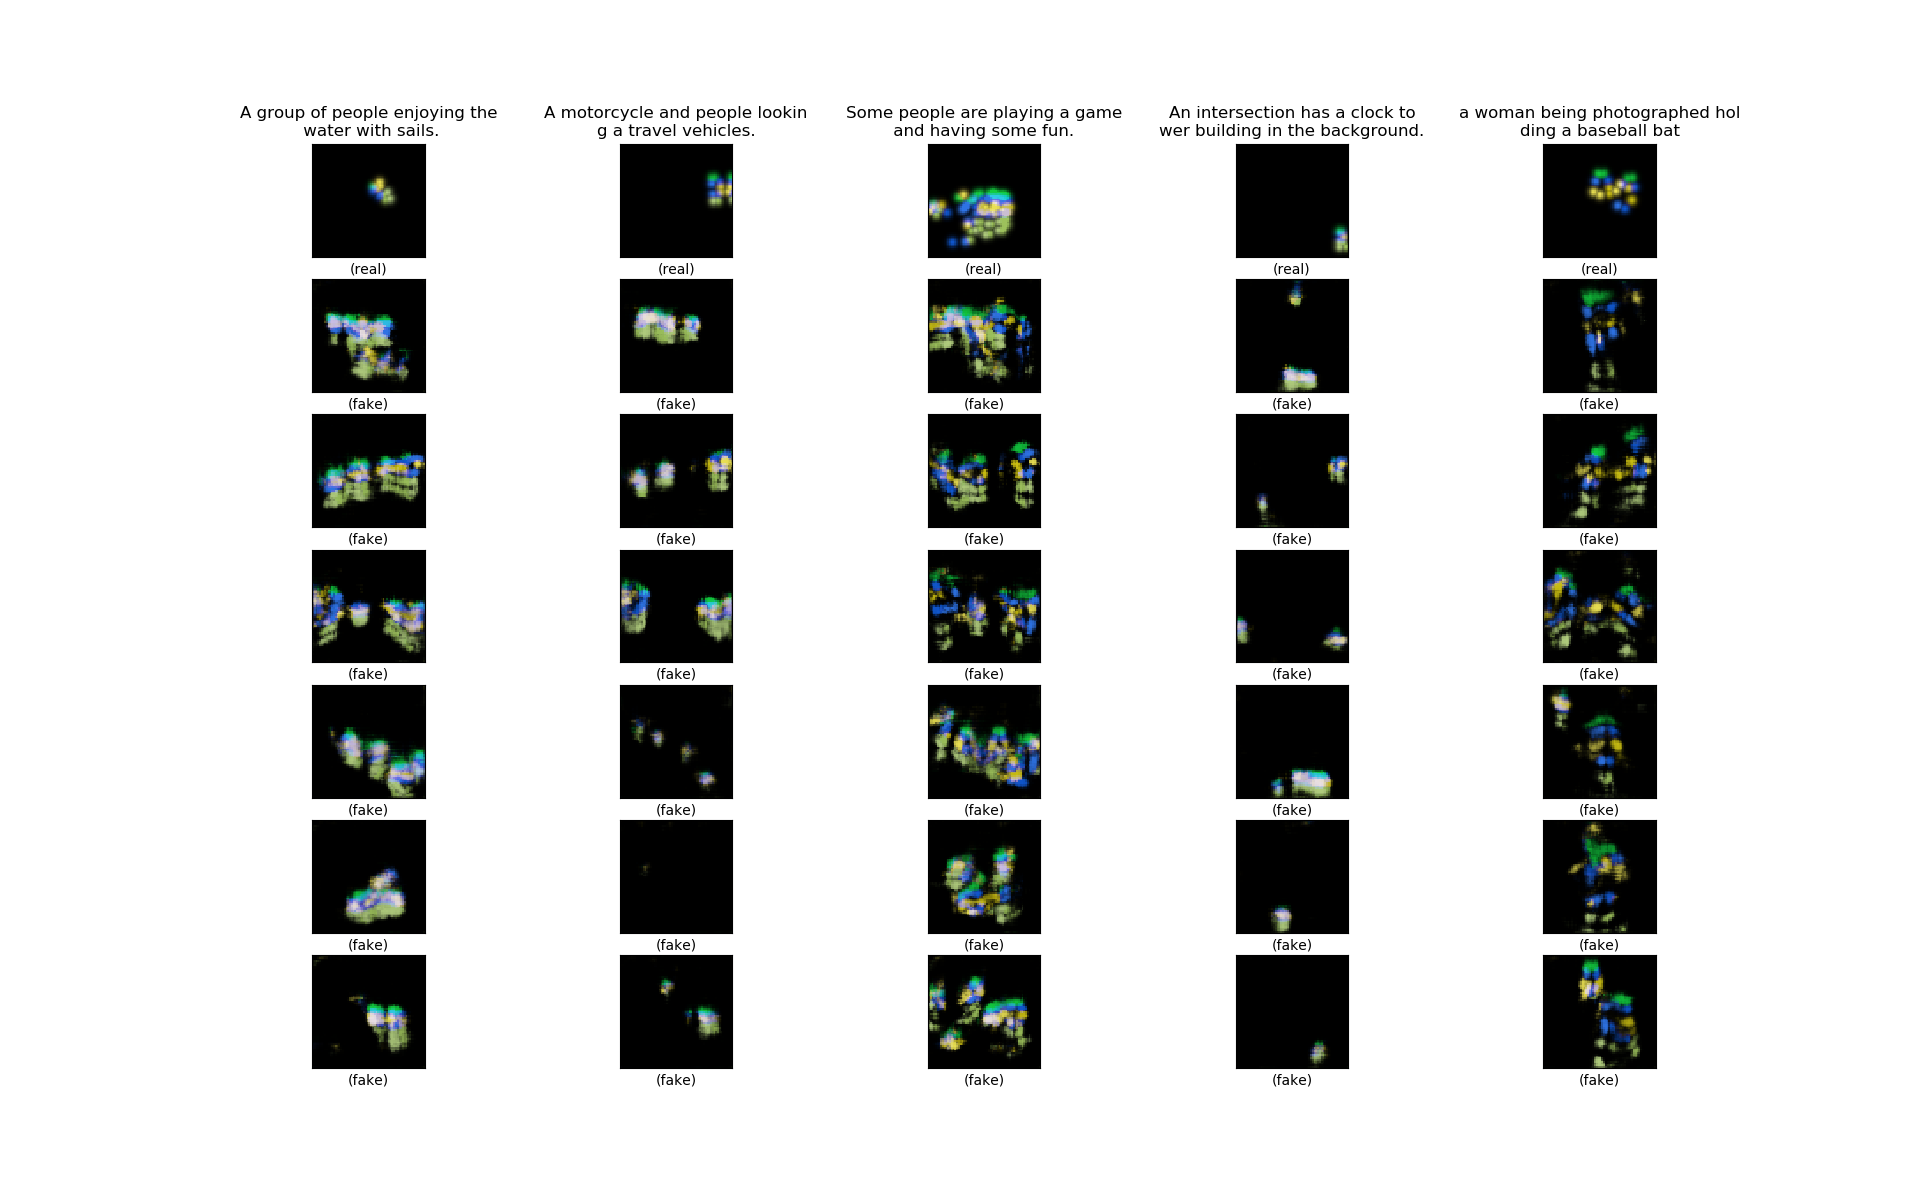 A group of people enjoying the
water with sails.
A motorcycle and people lookin
g a travel vehicles.
Some people are playing a game
and having some fun.
An intersection has a clock to
wer building in the background.
a woman being photographed hol
ding a baseball bat
(real) (real) (real) (real) (real)
(fake) (fake) (fake) (fake) (fake)
(fake) (fake) (fake) (fake) (fake)
(fake) (fake) (fake) (fake) (fake)
(fake) (fake) (fake) (fake) (fake)
(fake) (fake) (fake) (fake) (fake)
(fake) (fake) (fake) (fake) (fake)